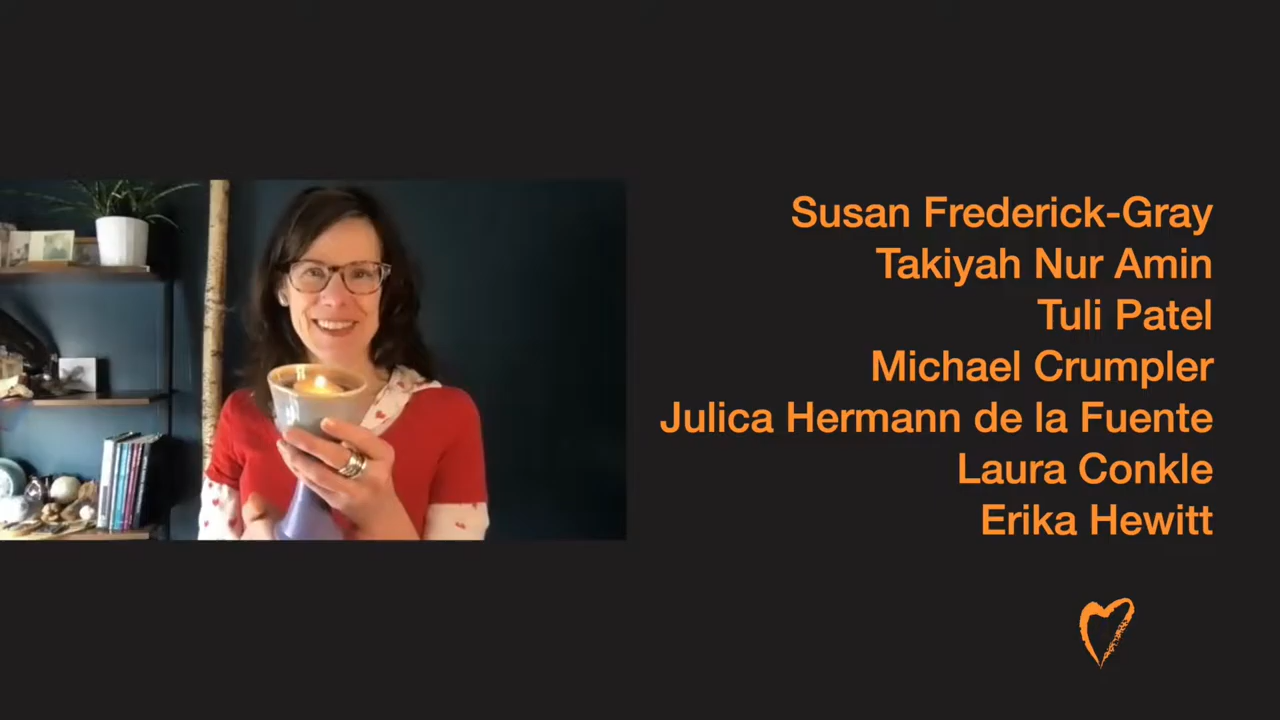 Susan Frederick-Gray
Takiyah Nur Amin
Tuli Patel
Michael Crumpler
Julica Hermann de la Fuente
Laura Conkle
Erika Hewitt